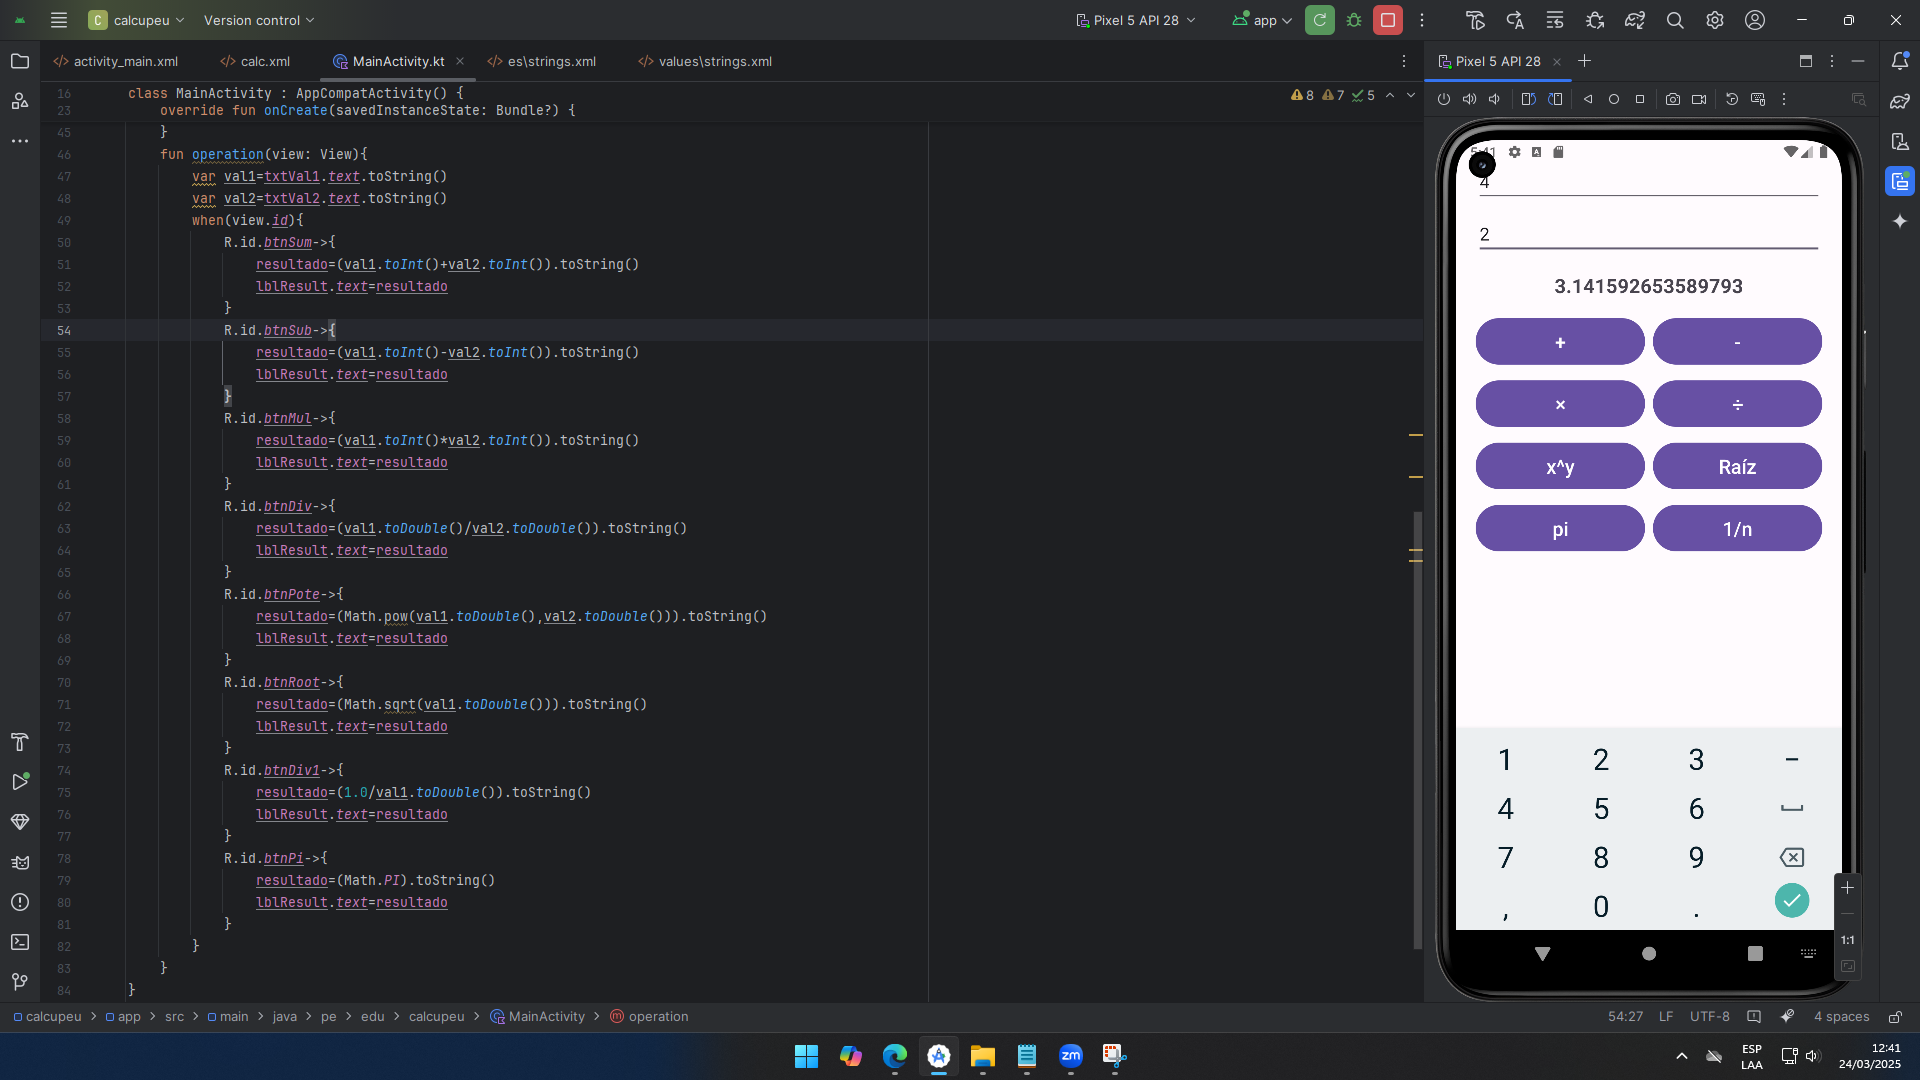 C calcupeu
Version control
Pixel 5 API 28
app
activity_main.xml
calc.xml
MainActivity.kt
es\strings.xml
values\strings.xml
Pixel 5 API 28
8 7 5
16 class MainActivity : AppCompatActivity() {
23 override fun onCreate(savedInstanceState: Bundle?) {
45 }
46 fun operation(view: View){
47 var val1=txtVal1.text.toString()
48 var val2=txtVal2.text.toString()
49 when(view.id){
50 R.id.btnSum->{
51 resultado=(val1.toInt()+val2.toInt()).toString()
52 lblResult.text=resultado
53 }
54 R.id.btnSub->{
55 resultado=(val1.toInt()-val2.toInt()).toString()
56 lblResult.text=resultado
57 }
58 R.id.btnMul->{
59 resultado=(val1.toInt()*val2.toInt()).toString()
60 lblResult.text=resultado
61 }
62 R.id.btnDiv->{
63 resultado=(val1.toDouble()/val2.toDouble()).toString()
64 lblResult.text=resultado
65 }
66 R.id.btnPote->{
67 resultado=(Math.pow(val1.toDouble(),val2.toDouble())).toString()
68 lblResult.text=resultado
69 }
70 R.id.btnRoot->{
71 resultado=(Math.sqrt(val1.toDouble())).toString()
72 lblResult.text=resultado
73 }
74 R.id.btnDiv1->{
75 resultado=(1.0/val1.toDouble()).toString()
76 lblResult.text=resultado
77 }
78 R.id.btnPi->{
79 resultado=(Math.PI).toString()
80 lblResult.text=resultado
81 }
82 }
83 }
84 }
5:41
4
2
3.141592653589793
+ -
× ÷
x^y Raíz
pi 1/n
1 2 3 –
4 5 6
7 8 9
, 0 .
1:1
calcupeu > app > src > main > java > pe > edu > calcupeu > MainActivity > operation
54:27 LF UTF-8 4 spaces
zm
ESP
LAA
12:41
24/03/2025